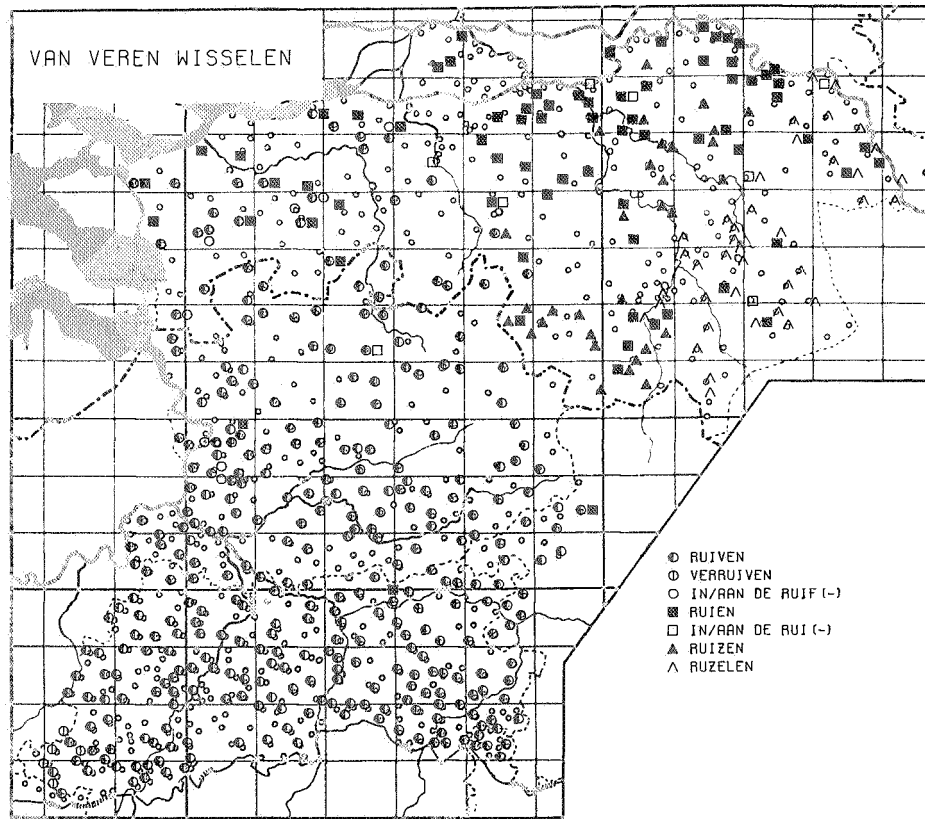 VAN VEREN WISSELEN
RUIVEN
VERRUIVEN
IN/AAN DE RUIF(-)
RUIEN
IN/AAN DE RUI(-)
RUIZEN
RUZELEN